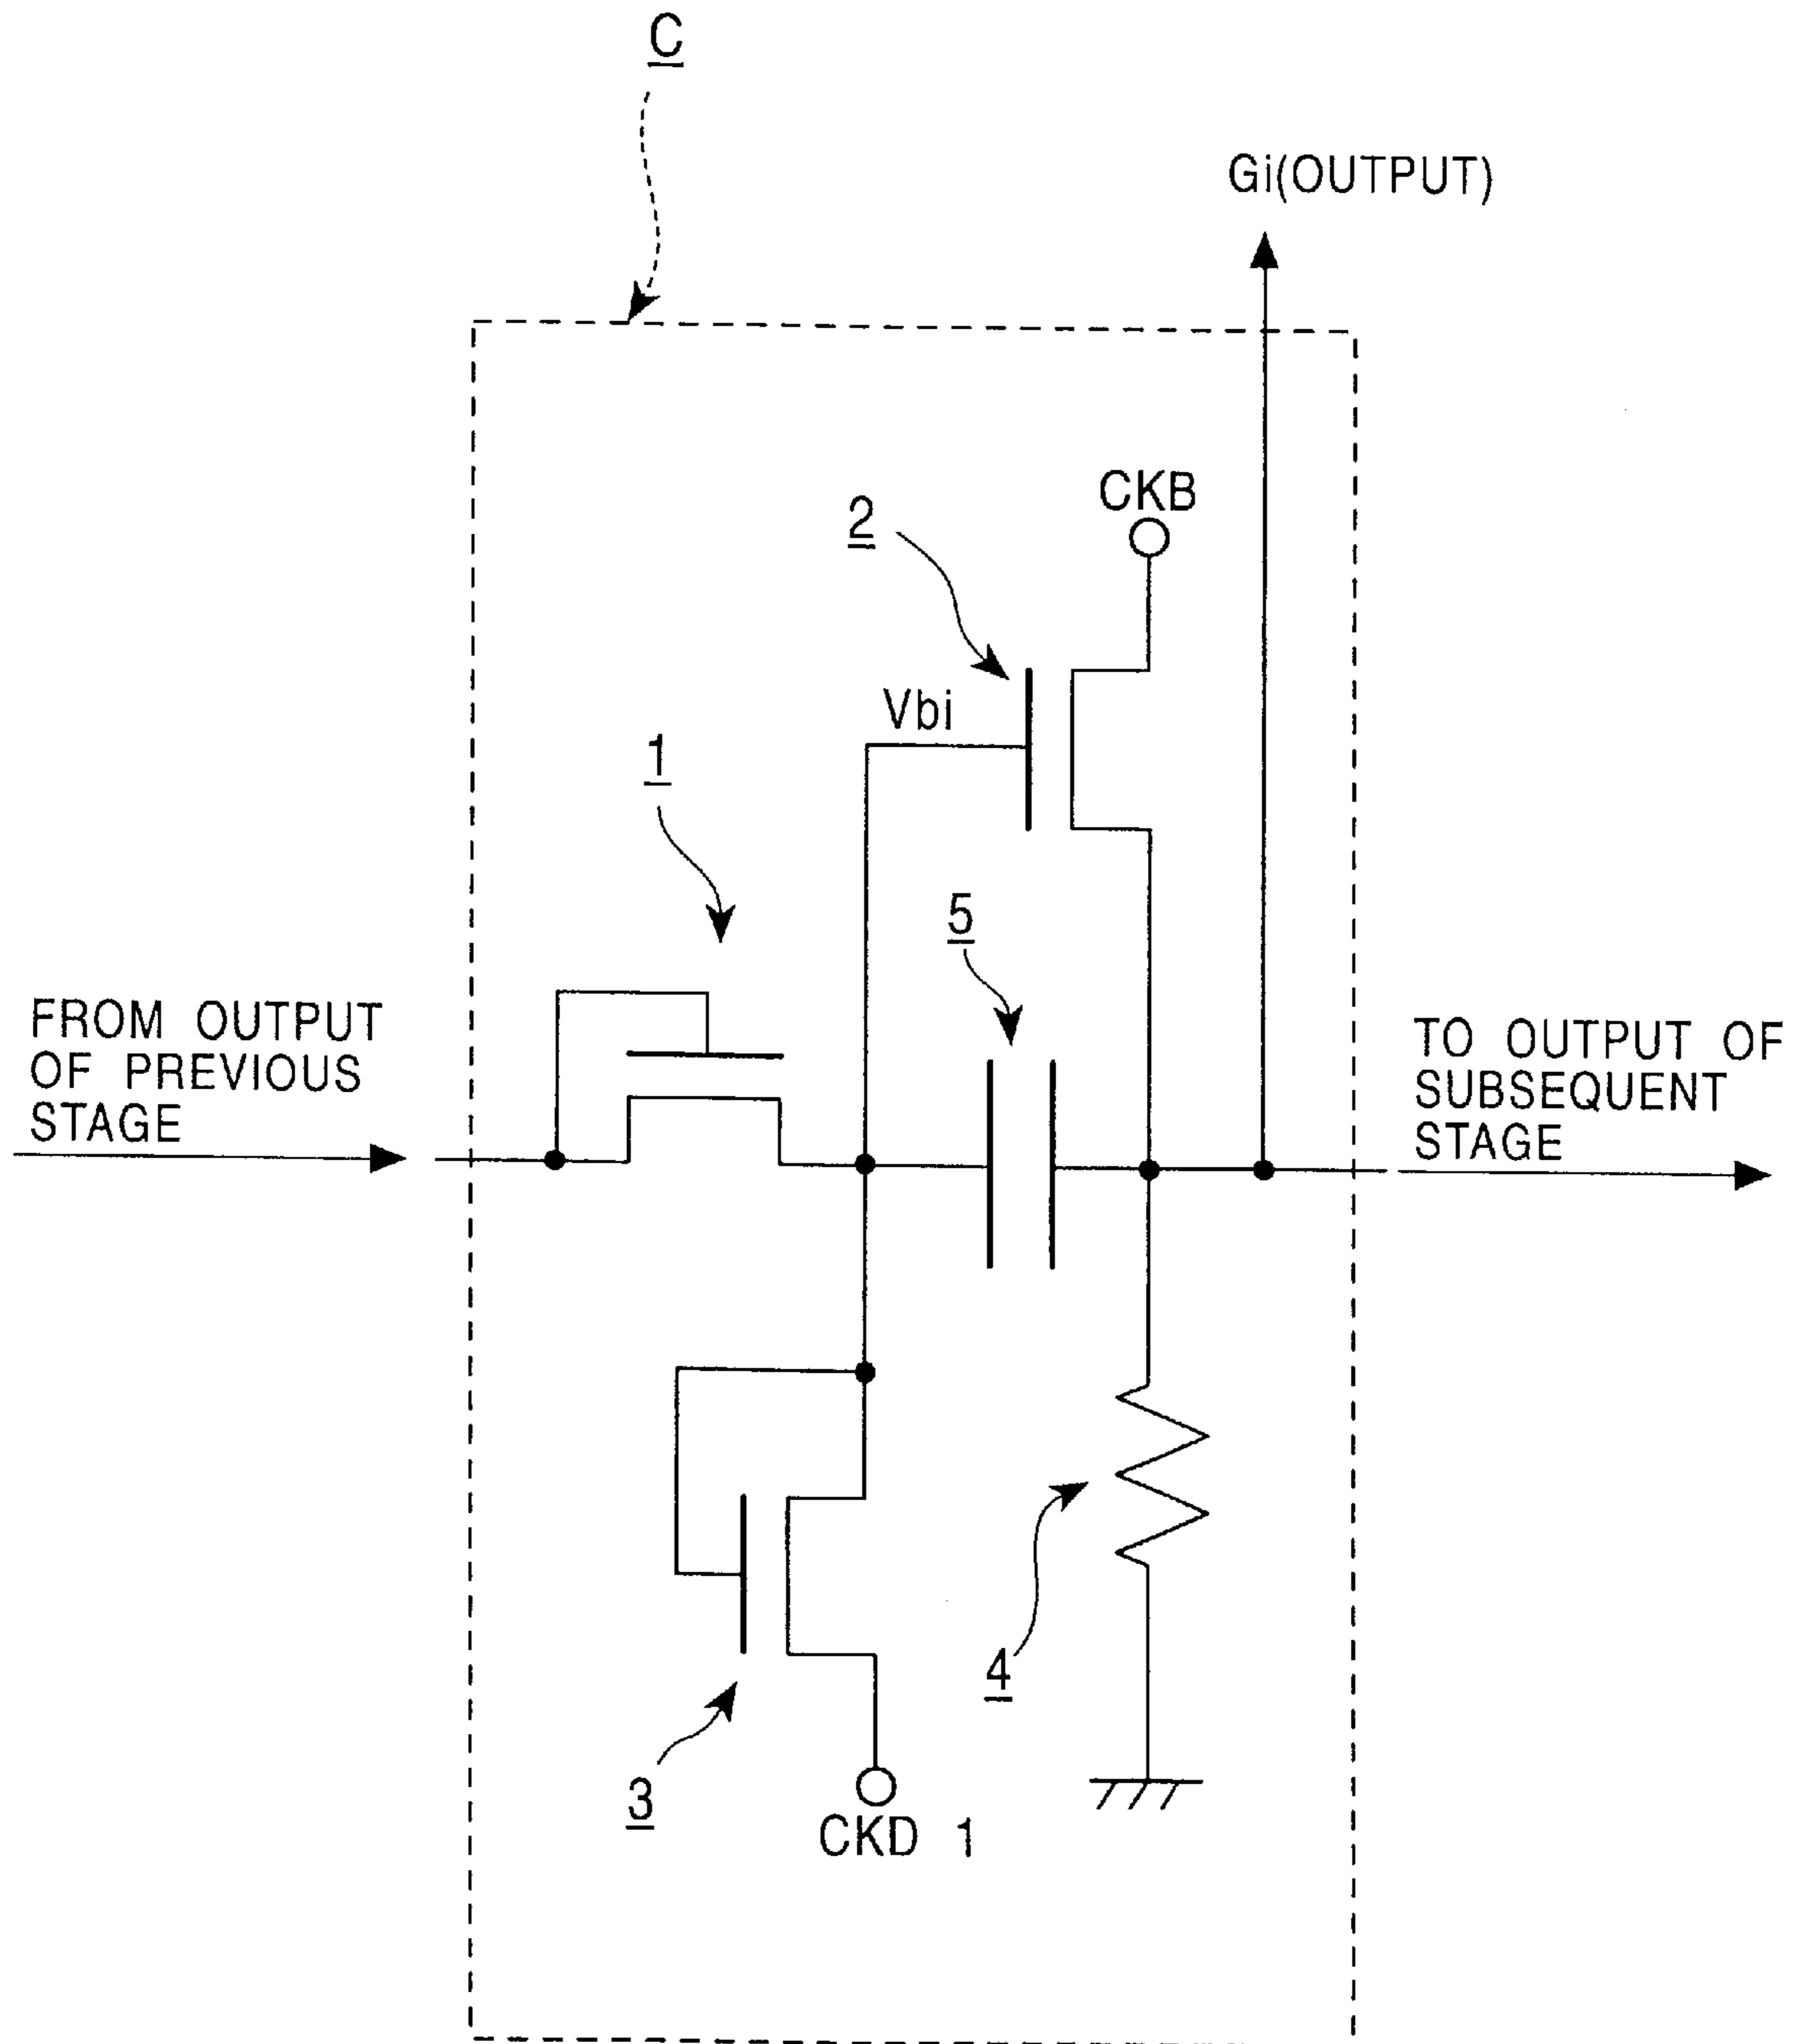 C
Gi(OUTPUT)
CKB
2
Vbi
1
5
FROM OUTPUT
OF PREVIOUS
STAGE
TO OUTPUT OF
SUBSEQUENT
STAGE
4
3
CKD 1